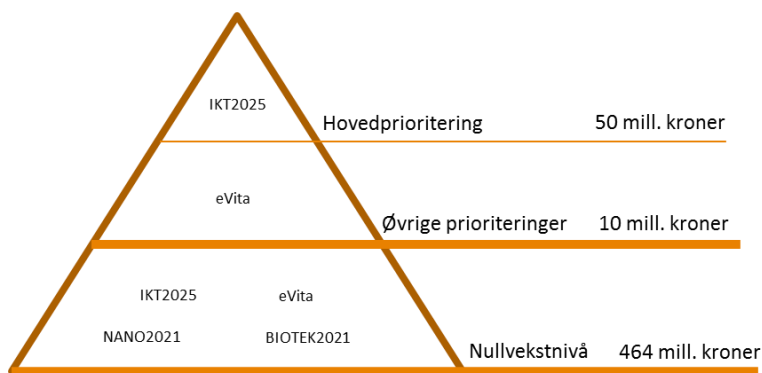 IKT2025
Hovedprioritering 50 mill. kroner
eVita
Øvrige prioriteringer 10 mill. kroner
IKT2025 eVita
NANO2021 BIOTEK2021
Nullvekstnivå 464 mill. kroner